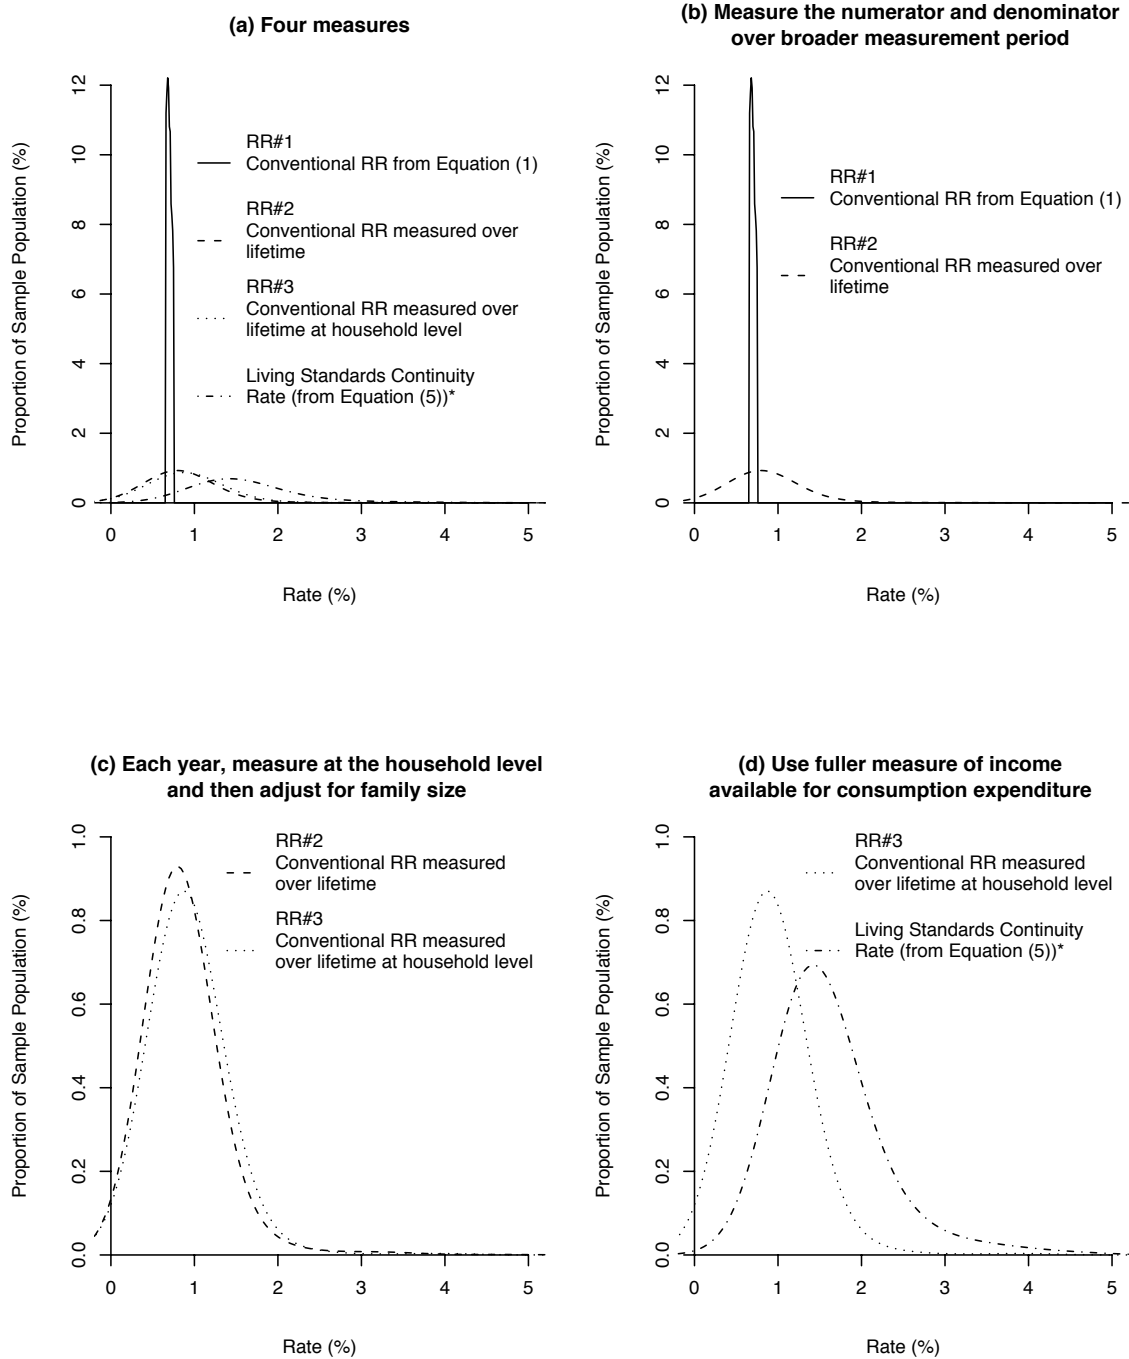 (a) Four measures
Proportion of Sample Population (%)
12
10
8
6
4
2
0
RR#1
Conventional RR from Equation (1)
RR#2
Conventional RR measured over
lifetime
RR#3
Conventional RR measured over
lifetime at household level
Living Standards Continuity
Rate (from Equation (5))*
0 1 2 3 4 5
Rate (%)
(b) Measure the numerator and denominator
over broader measurement period
Proportion of Sample Population (%)
12
10
8
6
4
2
0
RR#1
Conventional RR from Equation (1)
RR#2
Conventional RR measured over
lifetime
0 1 2 3 4 5
Rate (%)
(c) Each year, measure at the household level
and then adjust for family size
Proportion of Sample Population (%)
1.0
0.8
0.6
0.4
0.2
0.0
RR#2
Conventional RR measured
over lifetime
RR#3
Conventional RR measured
over lifetime at household level
0 1 2 3 4 5
Rate (%)
(d) Use fuller measure of income
available for consumption expenditure
Proportion of Sample Population (%)
1.0
0.8
0.6
0.4
0.2
0.0
RR#3
Conventional RR measured
over lifetime at household level
Living Standards Continuity
Rate (from Equation (5))*
0 1 2 3 4 5
Rate (%)